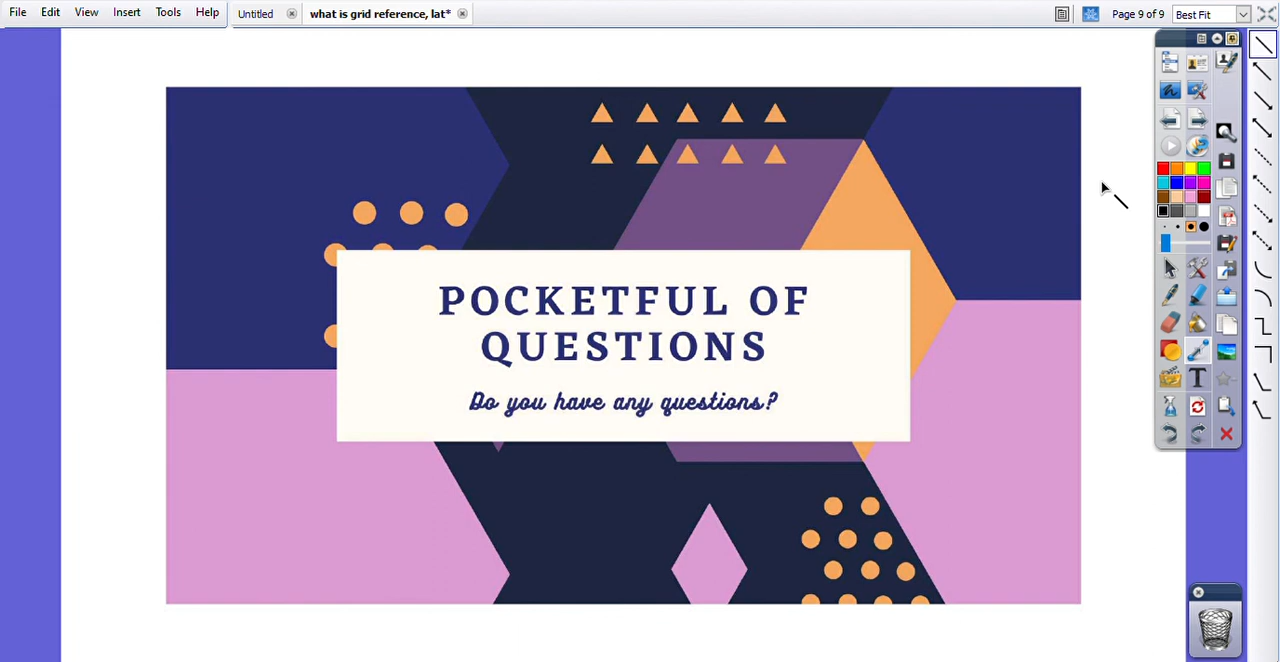 File Edit View Insert Tools Help
Untitled what is grid reference, lat*
Page 9 of 9 Best Fit
POCKETFUL OF
QUESTIONS
Do you have any questions?
T